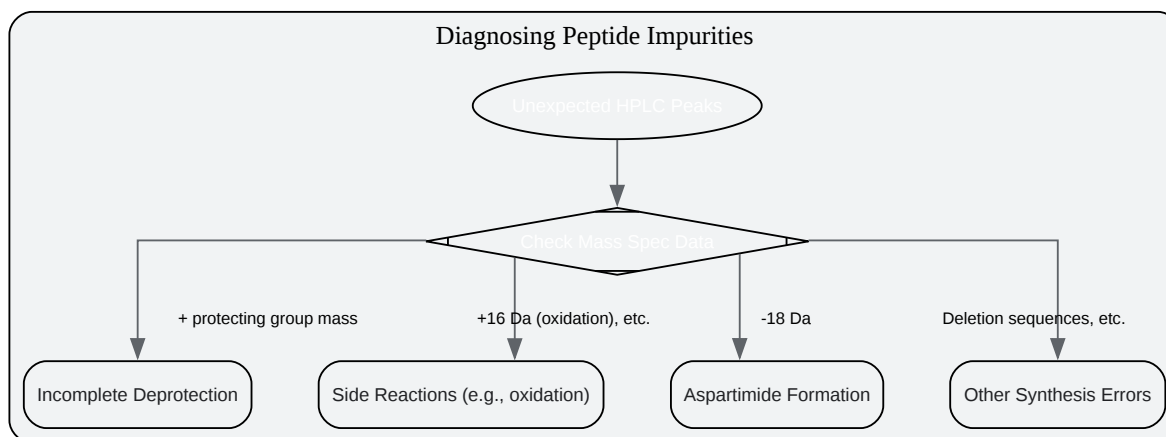 Diagnosing Peptide Impurities
Unexpected HPLC Peaks
Check Mass Spec Data
+ protecting group mass
+16 Da (oxidation), etc.
-18 Da
Deletion sequences, etc.
Incomplete Deprotection
Side Reactions (e.g., oxidation)
Aspartimide Formation
Other Synthesis Errors